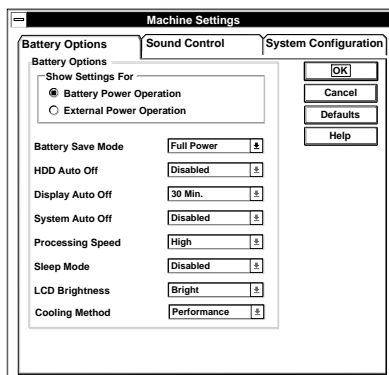 Machine Settings
Battery Options
Sound Control
System Configuration
Battery Options
Show Settings For
Battery Power Operation
External Power Operation
Battery Save Mode
Full Power
HDD Auto Off
Disabled
Display Auto Off
30 Min.
System Auto Off
Disabled
Processing Speed
High
Sleep Mode
Disabled
LCD Brightness
Bright
Cooling Method
Performance
OK
Cancel
Defaults
Help